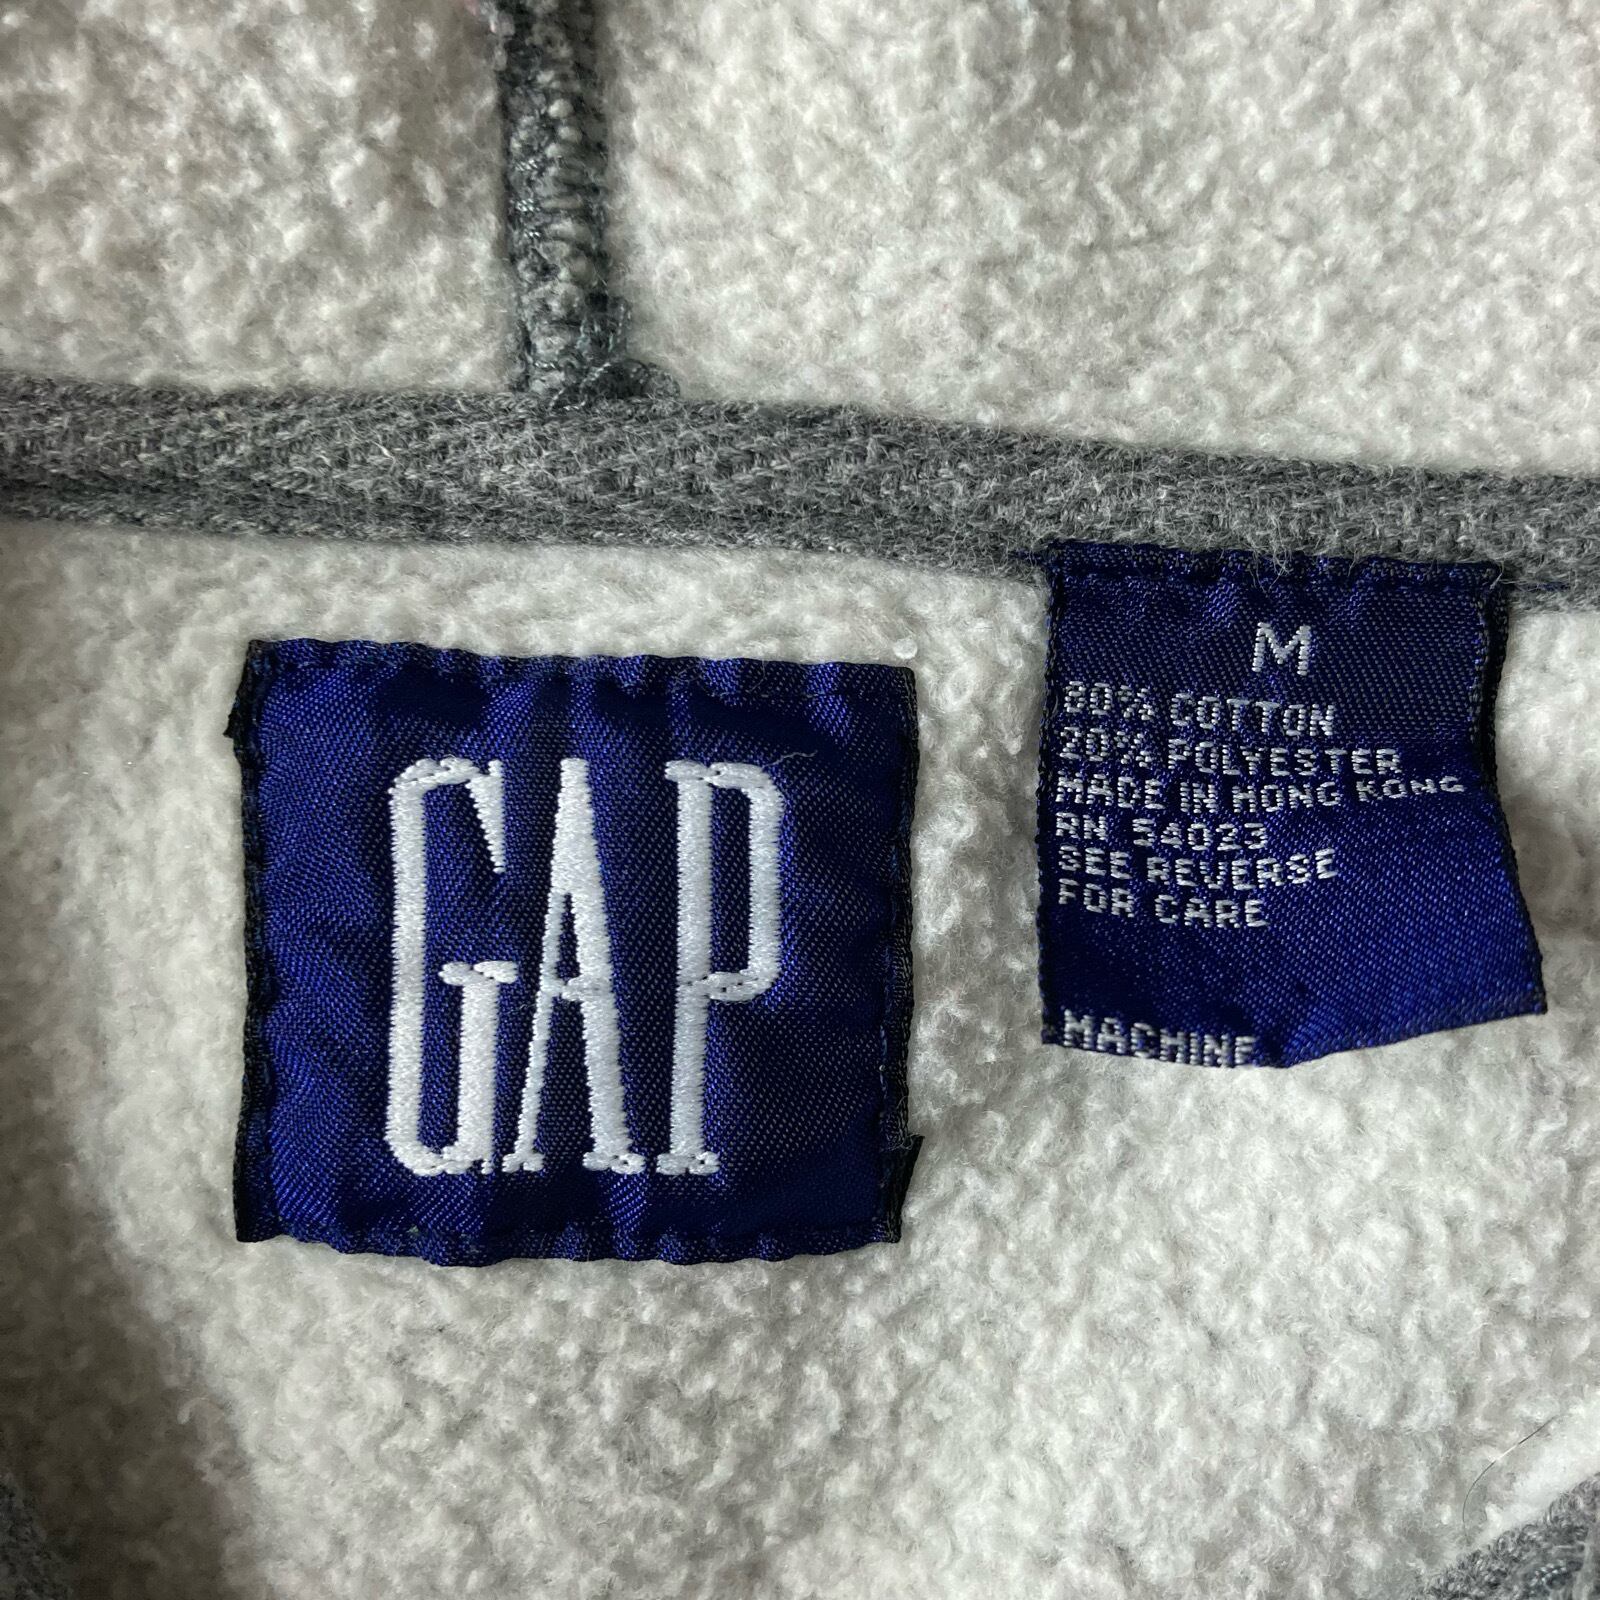 GAP
M
80% COTTON
20% POLYESTER
MADE IN HONG KONG
RN 54023
SEE REVERSE
FOR CARE
MACHINE